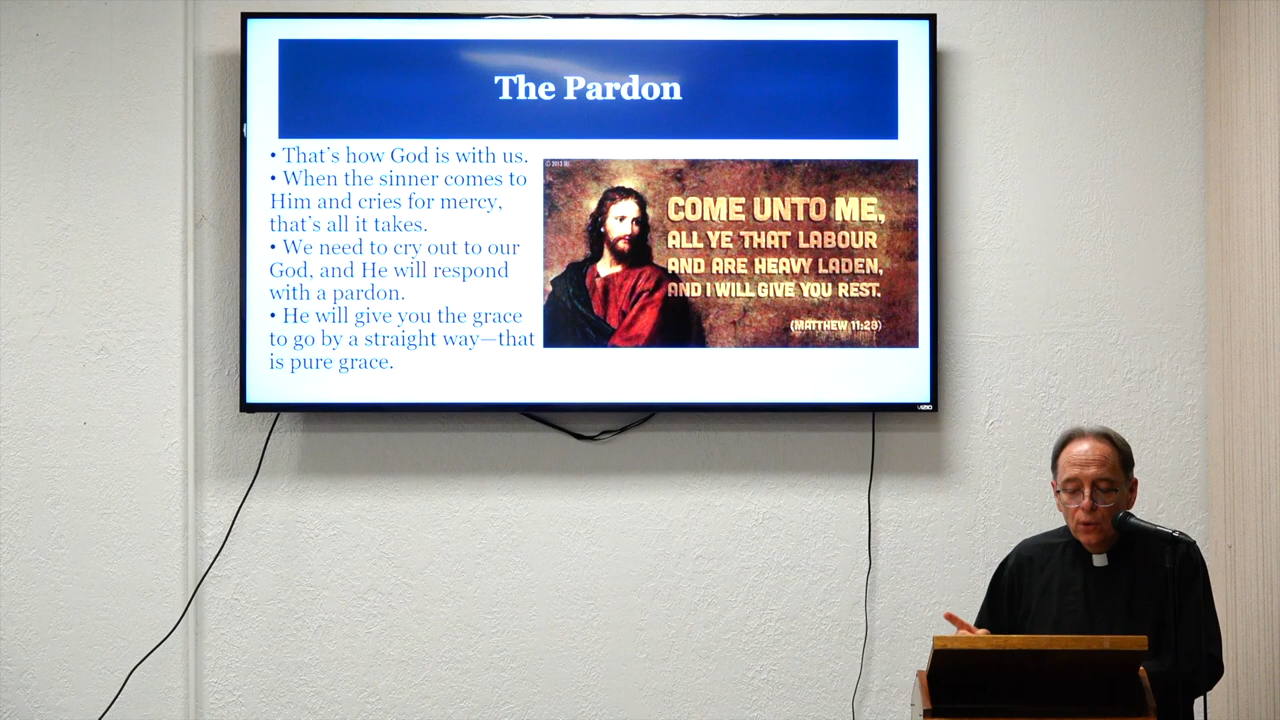 The Pardon
• That's how God is with us.
• When the sinner comes to
Him and cries for mercy,
that's all it takes.
• We need to cry out to our
God, and He will respond
with a pardon.
• He will give you the grace
to go by a straight way—that
is pure grace.
COME UNTO ME,
ALL YE THAT LABOUR
AND ARE HEAVY LADEN,
AND I WILL GIVE YOU REST.
(MATTHEW 11:28)
VIZIO